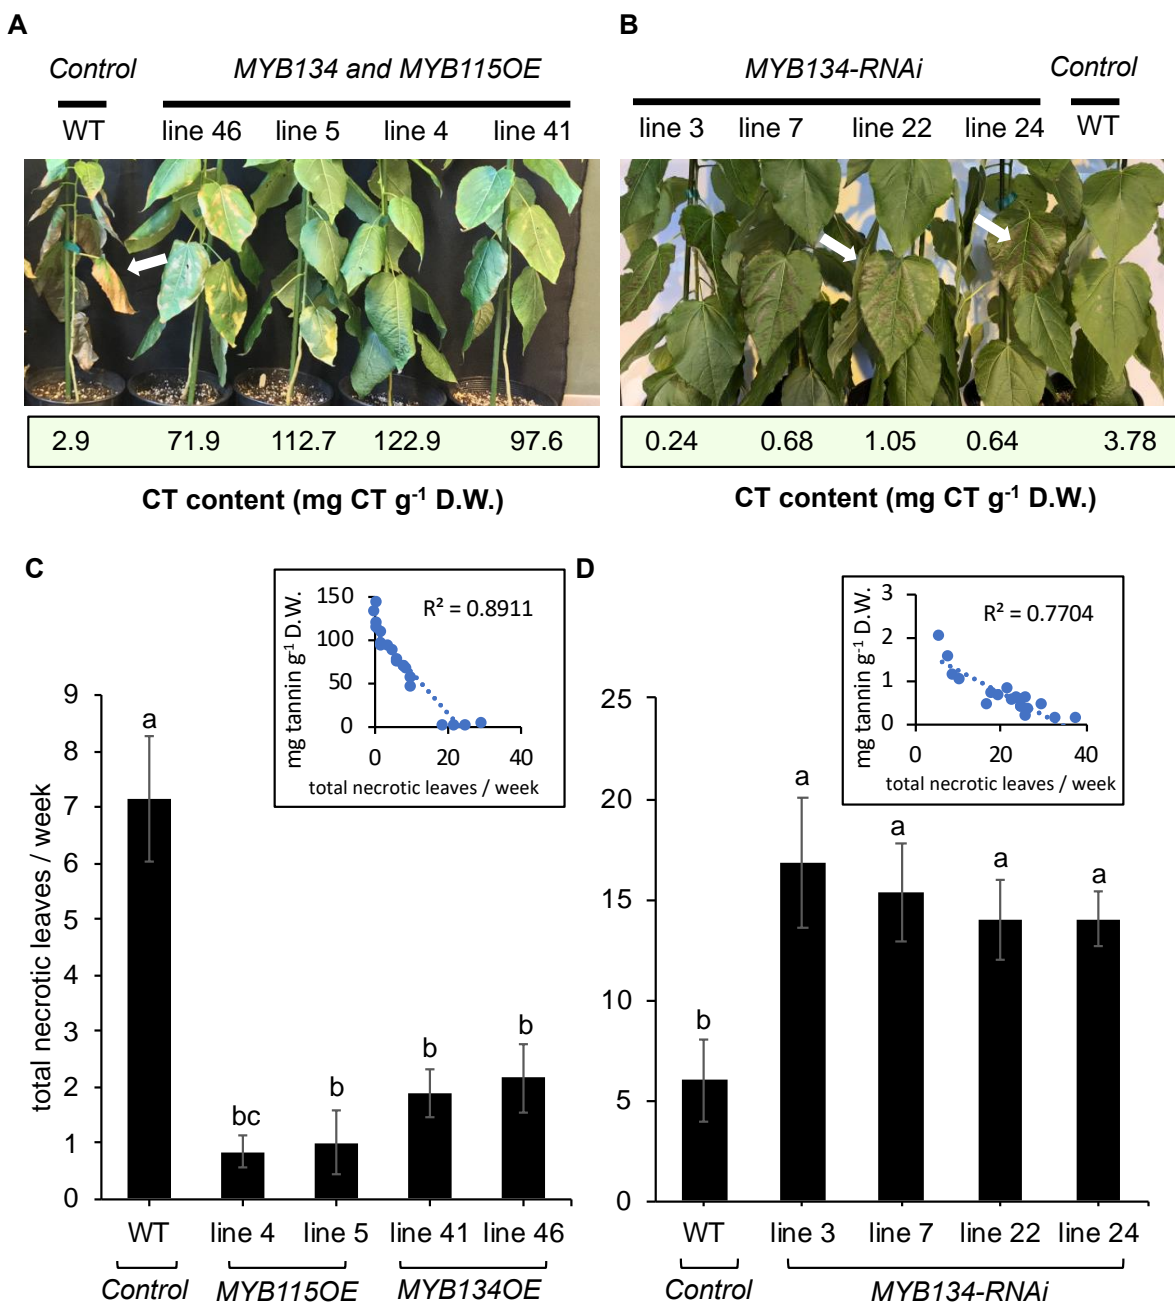 A
Control MYB134 and MYB115OE
WT line 46 line 5 line 4 line 41
2.9 71.9 112.7 122.9 97.6
CT content (mg CT g⁻¹ D.W.)
B
MYB134-RNAi Control
line 3 line 7 line 22 line 24 WT
0.24 0.68 1.05 0.64 3.78
CT content (mg CT g⁻¹ D.W.)
C
total necrotic leaves / week
9
8
7
6
5
4
3
2
1
0
a
bc
b
b
b
WT line 4 line 5 line 41 line 46
Control MYB115OE MYB134OE
mg tannin g⁻¹ D.W.
150
100
50
0
R² = 0.8911
0 20 40
total necrotic leaves / week
D
25
20
15
10
5
0
b
a
a
a
a
WT line 3 line 7 line 22 line 24
Control MYB134-RNAi
mg tannin g⁻¹ D.W.
3
2
1
0
R² = 0.7704
0 20 40
total necrotic leaves / week